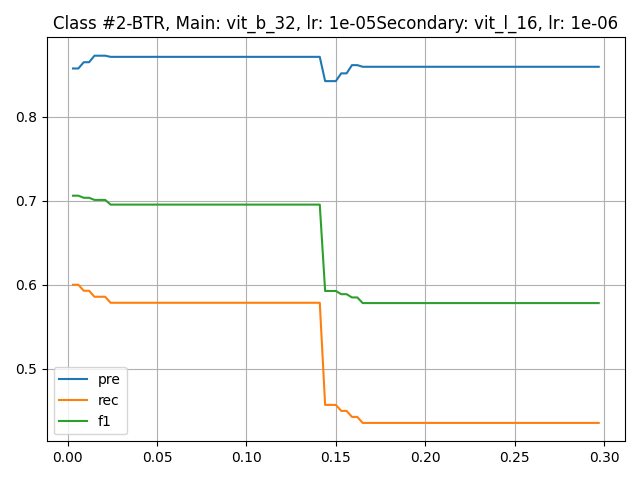 Class #2-BTR, Main: vit_b_32, lr: 1e-05Secondary: vit_l_16, lr: 1e-06
0.8
0.7
0.6
0.5
pre
rec
f1
0.00 0.05 0.10 0.15 0.20 0.25 0.30